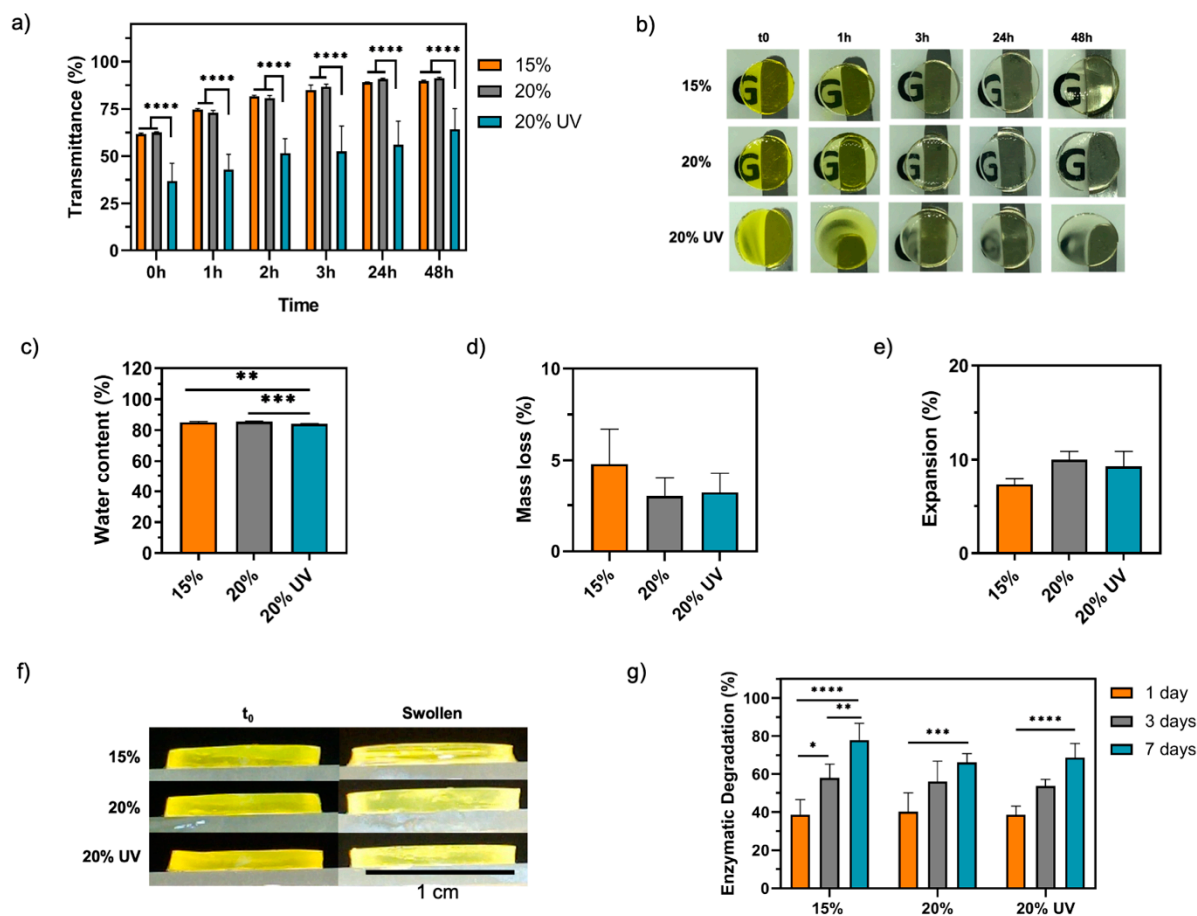 a)
Transmittance (%)
100
75
50
25
0
****
****
****
****
****
****
0h
1h
2h
3h
24h
48h
Time
15%
20%
20% UV
b)
t0
1h
3h
24h
48h
15%
20%
20% UV
G
G
G
G
G
G
G
G
G
G
c)
Water content (%)
120
100
80
60
40
20
0
**
***
15%
20%
20% UV
d)
Mass loss (%)
10
5
0
15%
20%
20% UV
e)
Expansion (%)
20
10
0
15%
20%
20% UV
f)
t₀
Swollen
15%
20%
20% UV
1 cm
g)
Enzymatic Degradation (%)
100
80
60
40
20
0
****
**
*
***
****
15%
20%
20% UV
1 day
3 days
7 days